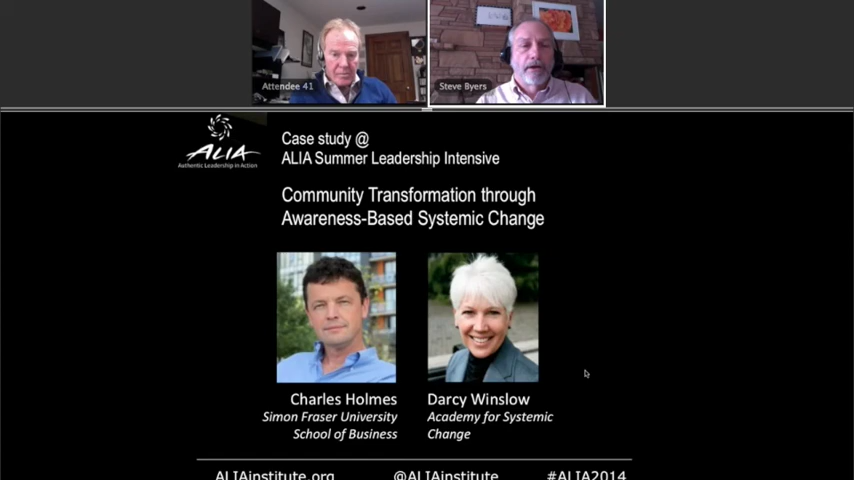 Attendee 41
Steve Byers
ALIA
Authentic Leadership in Action
Case study @
ALIA Summer Leadership Intensive
Community Transformation through
Awareness-Based Systemic Change
Charles Holmes
Simon Fraser University
School of Business
Darcy Winslow
Academy for Systemic
Change
ALIAinstitute.org
@ALIAinstitute
#ALIA2014